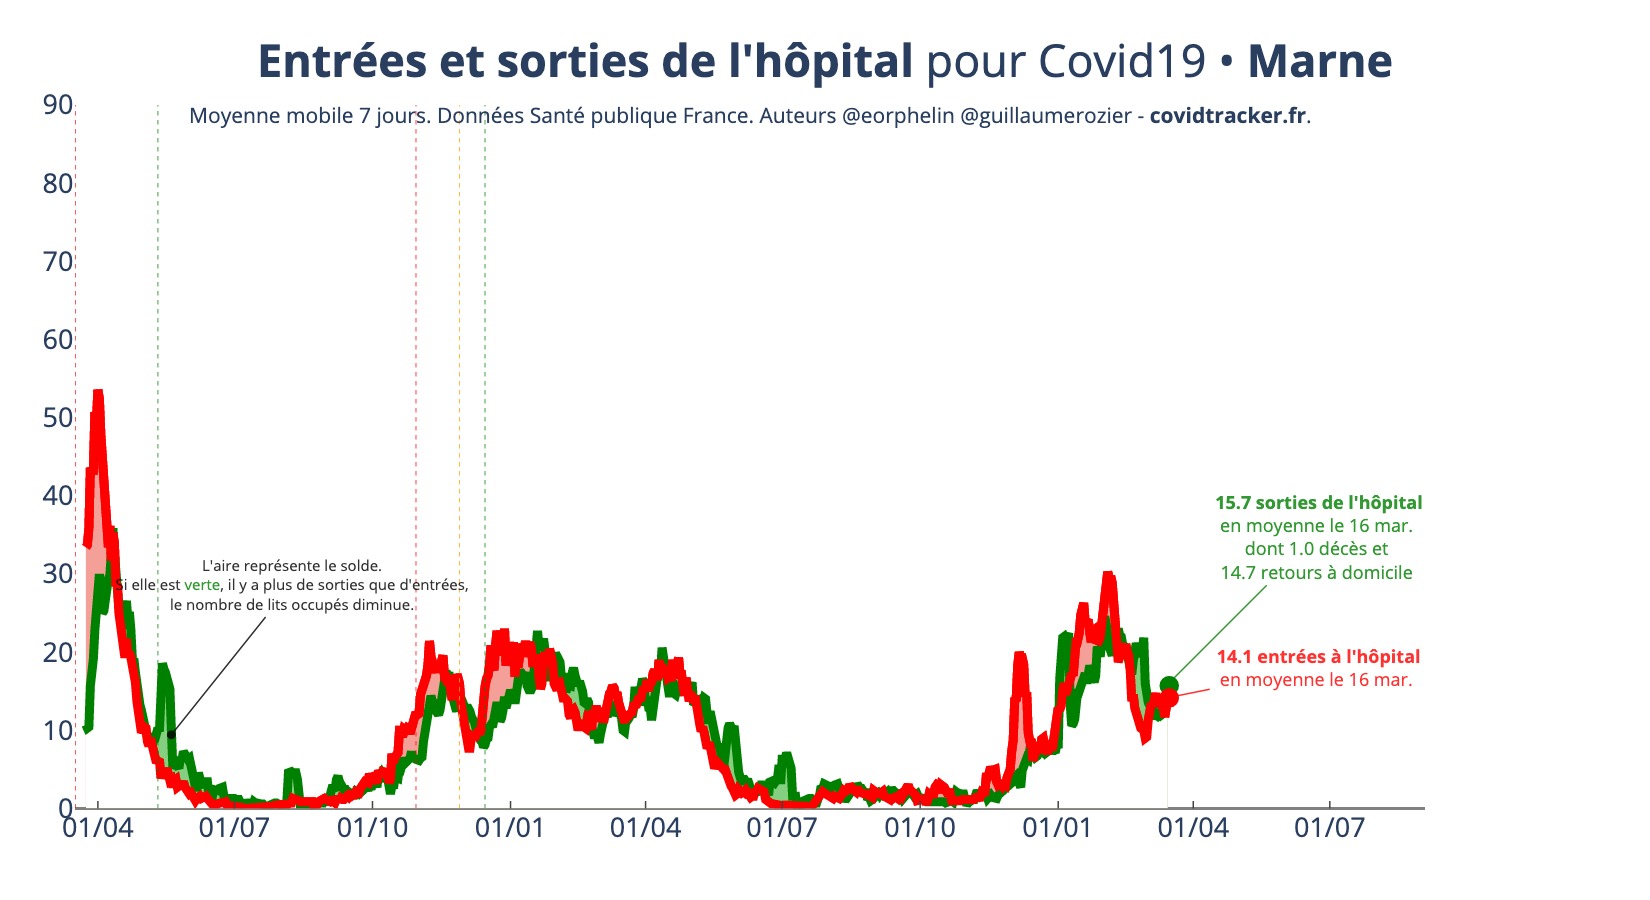 Entrées et sorties de l'hôpital pour Covid19 • Marne
Moyenne mobile 7 jours. Données Santé publique France. Auteurs @eorphelin @guillaumerozier - covidtracker.fr.
90
80
70
60
50
40
30
20
10
0
L'aire représente le solde.
Si elle est verte, il y a plus de sorties que d'entrées,
le nombre de lits occupés diminue.
15.7 sorties de l'hôpital
en moyenne le 16 mar.
dont 1.0 décès et
14.7 retours à domicile
14.1 entrées à l'hôpital
en moyenne le 16 mar.
01/04 01/07 01/10 01/01 01/04 01/07 01/10 01/01 01/04 01/07